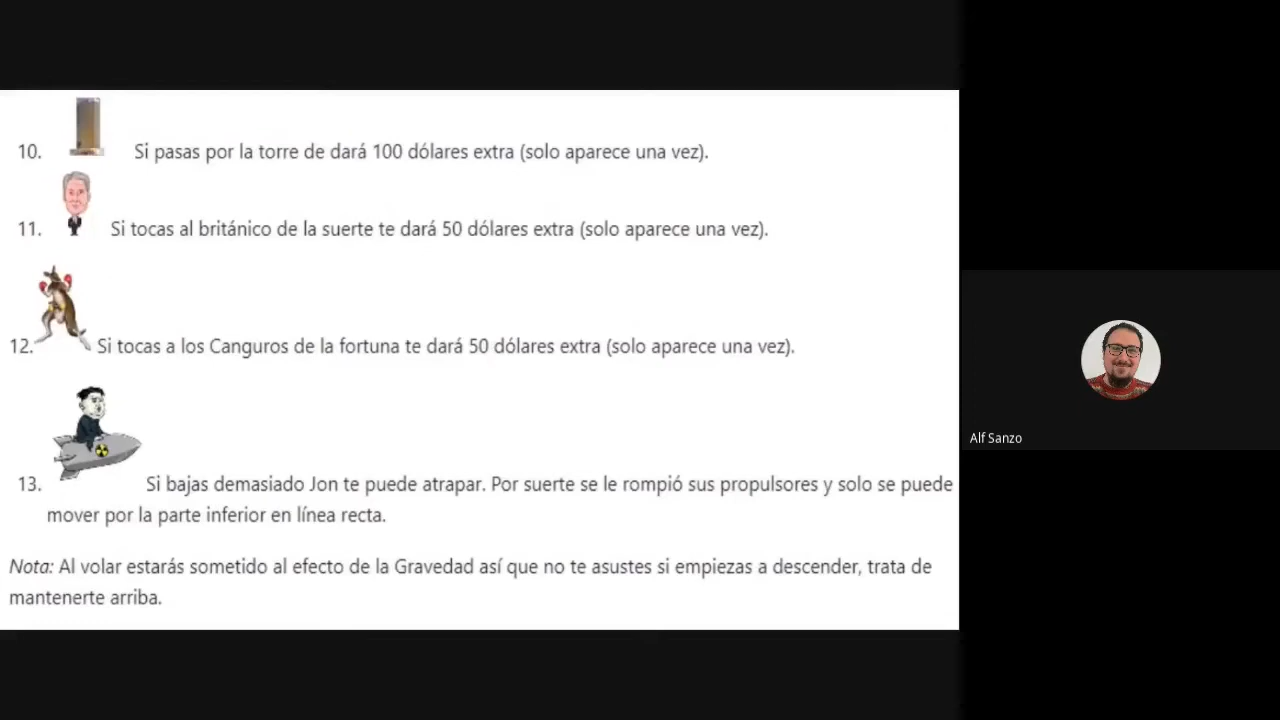 10. Si pasas por la torre de dará 100 dólares extra (solo aparece una vez).
11. Si tocas al británico de la suerte te dará 50 dólares extra (solo aparece una vez).
12. Si tocas a los Canguros de la fortuna te dará 50 dólares extra (solo aparece una vez).
13. Si bajas demasiado Jon te puede atrapar. Por suerte se le rompió sus propulsores y solo se puede
mover por la parte inferior en línea recta.
Nota: Al volar estarás sometido al efecto de la Gravedad así que no te asustes si empiezas a descender, trata de
mantenerte arriba.
Alf Sanzo